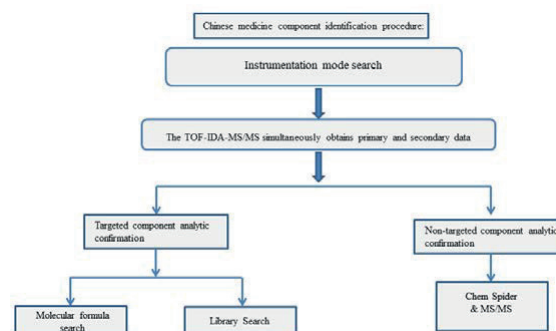 Chinese medicine component identification procedure:
Instrumentation mode search
The TOF-IDA-MS/MS simultaneously obtains primary and secondary data
Targeted component analytic
confirmation
Non-targeted component analytic
confirmation
Molecular formula
search
Library Search
Chem Spider
& MS/MS